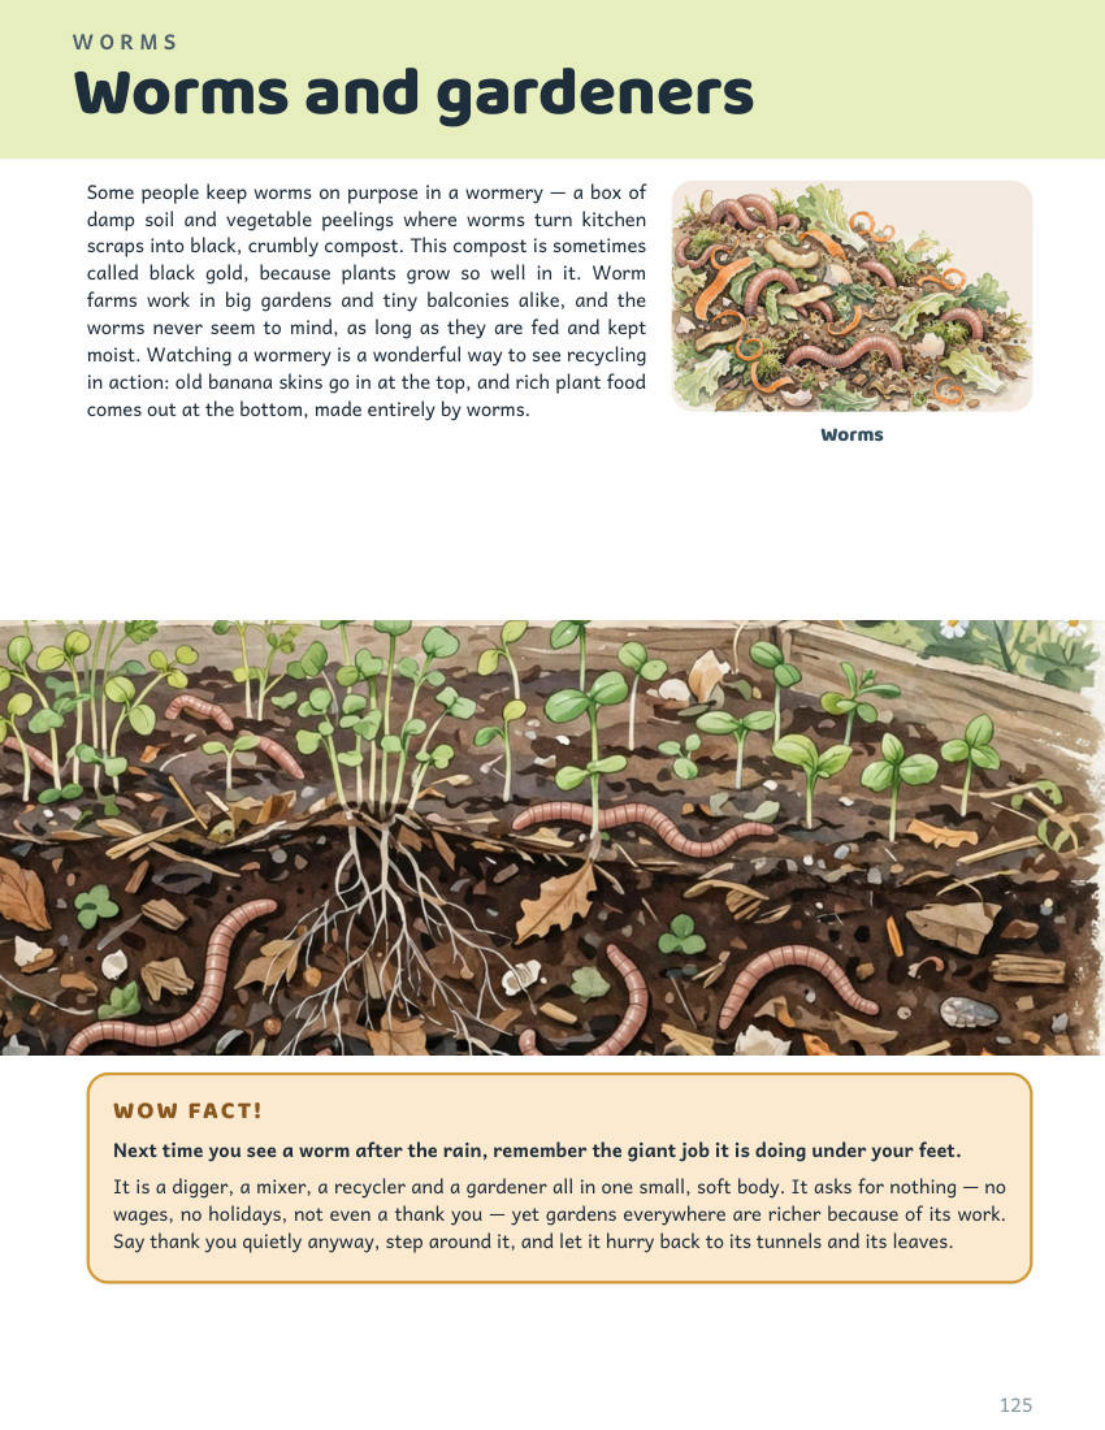 WORMS
Worms and gardeners
Some people keep worms on purpose in a wormery — a box of
damp soil and vegetable peelings where worms turn kitchen
scraps into black, crumbly compost. This compost is sometimes
called black gold, because plants grow so well in it. Worm
farms work in big gardens and tiny balconies alike, and the
worms never seem to mind, as long as they are fed and kept
moist. Watching a wormery is a wonderful way to see recycling
in action: old banana skins go in at the top, and rich plant food
comes out at the bottom, made entirely by worms.
Worms
WOW FACT!
Next time you see a worm after the rain, remember the giant job it is doing under your feet.
It is a digger, a mixer, a recycler and a gardener all in one small, soft body. It asks for nothing — no
wages, no holidays, not even a thank you — yet gardens everywhere are richer because of its work.
Say thank you quietly anyway, step around it, and let it hurry back to its tunnels and its leaves.
125